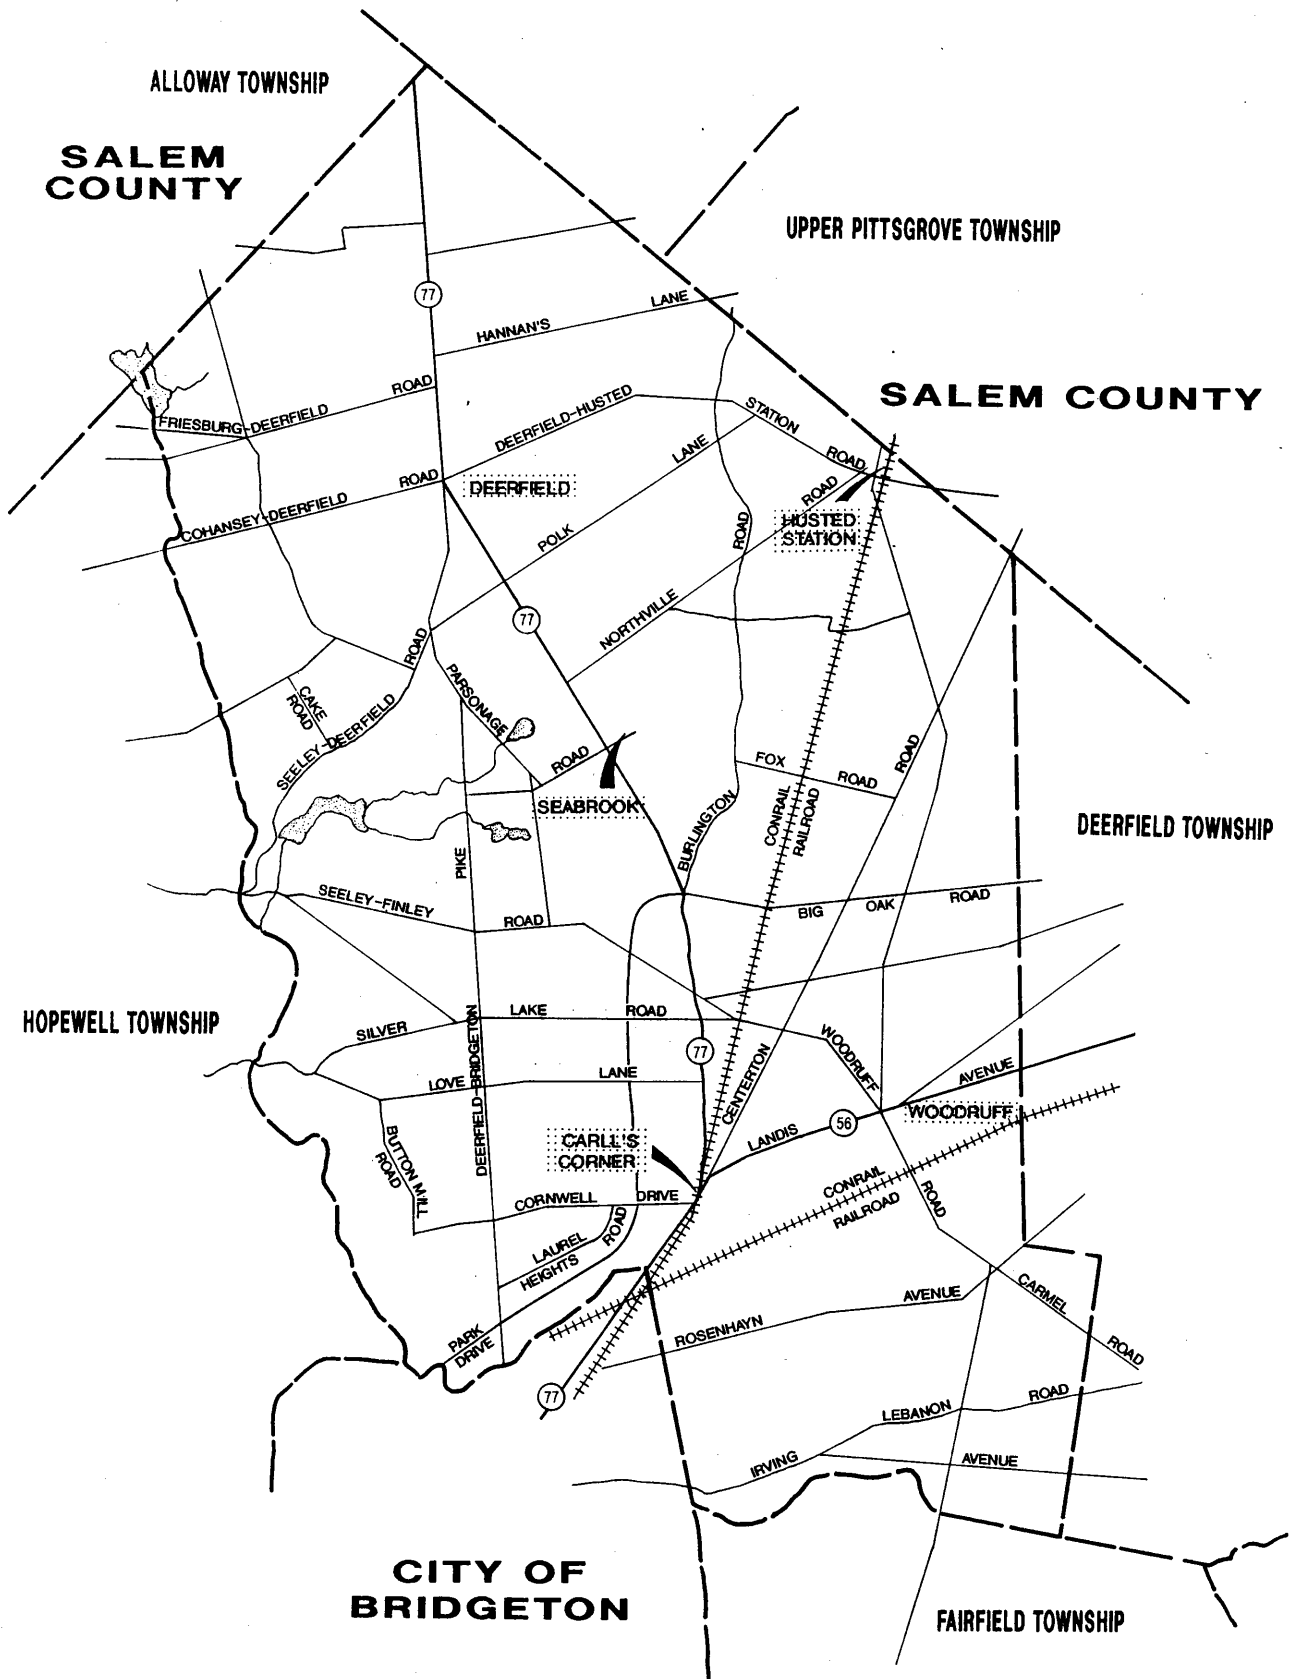 ALLOWAY TOWNSHIP
SALEM
COUNTY
UPPER PITTSGROVE TOWNSHIP
77
HANNAN'S LANE
SALEM COUNTY
FRIESBURG-DEERFIELD ROAD
DEERFIELD-HUSTED STATION ROAD
COHANSEY-DEERFIELD ROAD
DEERFIELD
POLK LANE
NORTHVILLE ROAD
HUSTED
STATION
77
CAKE
ROAD
SEELEY-DEERFIELD ROAD
PARSONAGE ROAD
SEABROOK
FOX ROAD
CONRAIL
RAILROAD
BURLINGTON ROAD
DEERFIELD TOWNSHIP
SEELEY-FINLEY ROAD
BIG OAK ROAD
HOPEWELL TOWNSHIP
SILVER LAKE ROAD
77
LOVE LANE
DEERFIELD-BRIDGETON PIKE
CENTERTON ROAD
WOODRUFF ROAD
LANDIS AVENUE
56
WOODRUFF
BUTTON MILL
ROAD
CARLL'S
CORNER
CORNWELL DRIVE
CONRAIL
RAILROAD
LAUREL
HEIGHTS ROAD
PARK
DRIVE
77
ROSENHAYN AVENUE
CARMEL ROAD
LEBANON ROAD
IRVING AVENUE
CITY OF
BRIDGETON
FAIRFIELD TOWNSHIP